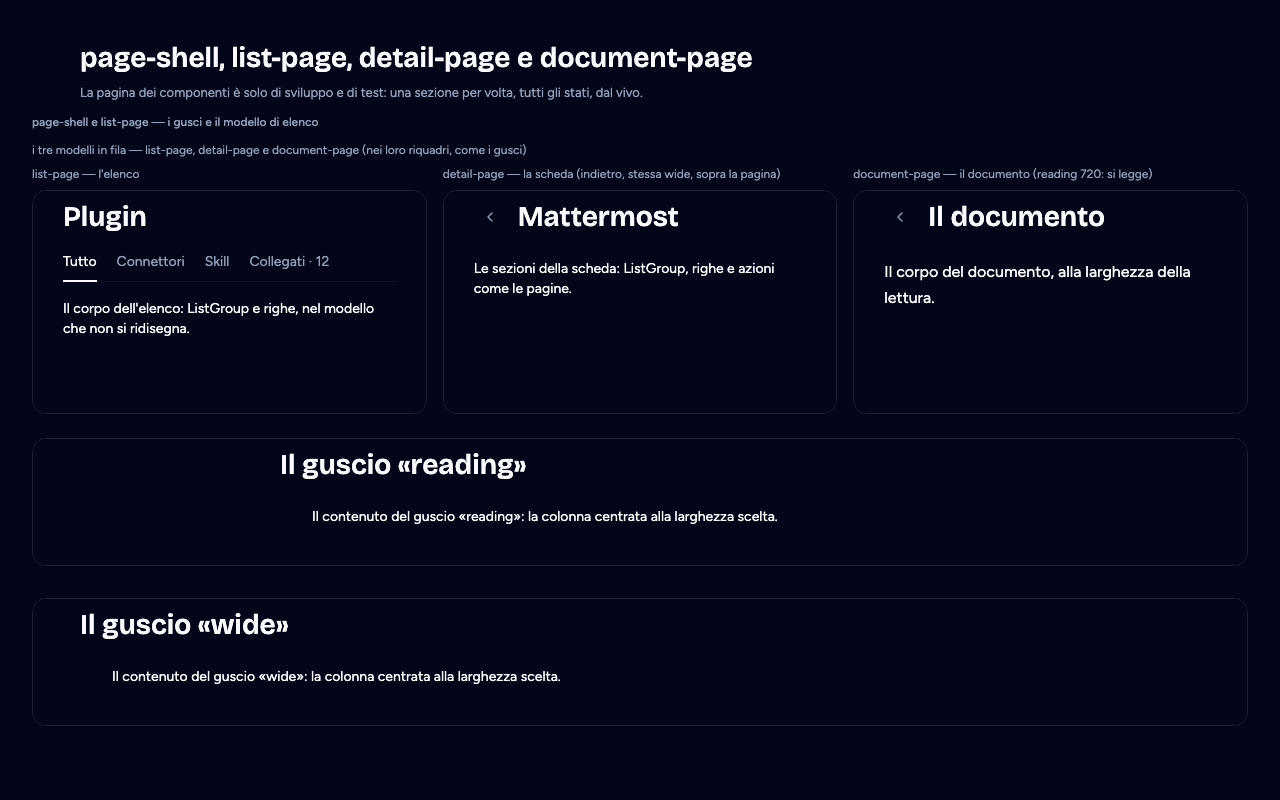 page-shell, list-page, detail-page e document-page
La pagina dei componenti è solo di sviluppo e di test: una sezione per volta, tutti gli stati, dal vivo.
page-shell e list-page — i gusci e il modello di elenco
i tre modelli in fila — list-page, detail-page e document-page (nei loro riquadri, come i gusci)
list-page — l'elenco
Plugin
Tutto Connettori Skill Collegati · 12
Il corpo dell'elenco: ListGroup e righe, nel modello
che non si ridisegna.
detail-page — la scheda (indietro, stessa wide, sopra la pagina)
Mattermost
Le sezioni della scheda: ListGroup, righe e azioni
come le pagine.
document-page — il documento (reading 720: si legge)
Il documento
Il corpo del documento, alla larghezza della
lettura.
Il guscio «reading»
Il contenuto del guscio «reading»: la colonna centrata alla larghezza scelta.
Il guscio «wide»
Il contenuto del guscio «wide»: la colonna centrata alla larghezza scelta.